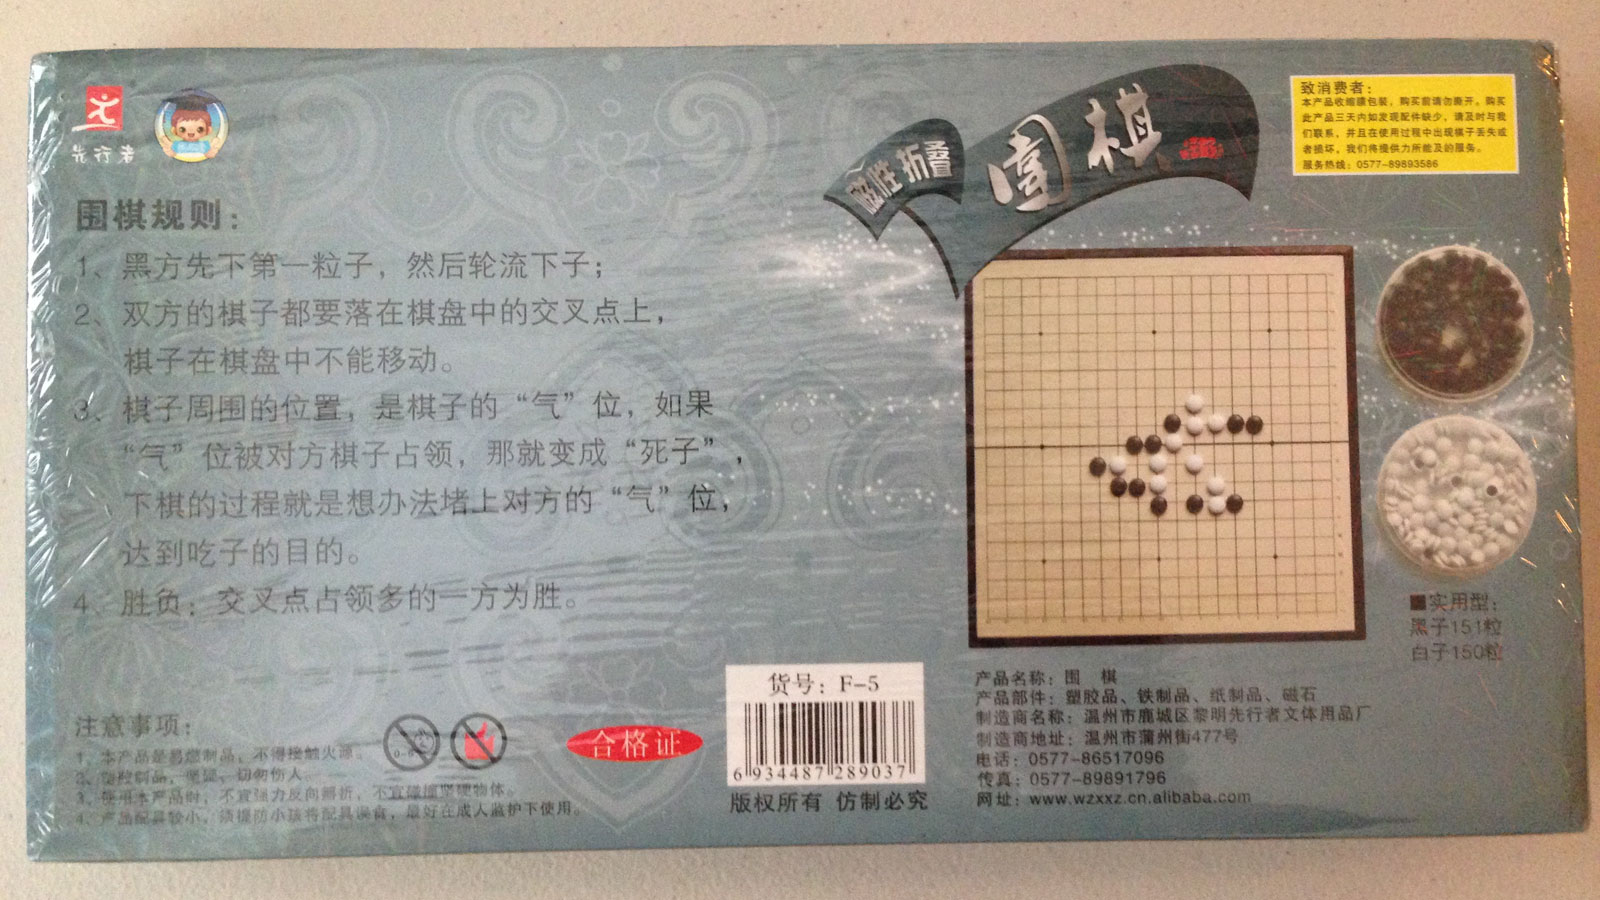 先行者
磁性折叠
围棋
致消费者：
本产品收缩膜包装，购买前请勿撕开。购买
此产品三天内如发现配件缺少，请及时与我
们联系，并且在使用过程中出现棋子丢失或
者损坏，我们将提供力所能及的服务。
服务热线：0577-89893586
围棋规则：
1、黑方先下第一粒子，然后轮流下子；
2、双方的棋子都要落在棋盘中的交叉点上，
棋子在棋盘中不能移动。
3、棋子周围的位置，是棋子的“气”位，如果
“气”位被对方棋子占领，那就变成“死子”，
下棋的过程就是想办法堵上对方的“气”位，
达到吃子的目的。
4、胜负：交叉点占领多的一方为胜。
实用型：
黑子151粒
白子150粒
注意事项：
1、本产品是易燃制品，不得接触火源。
2、塑胶制品，坚硬，切勿伤人。
3、使用本产品时，不宜强力反向掰折，不宜碰撞坚硬物体。
4、产品配具较小，须提防小孩将配具误食，最好在成人监护下使用。
合格证
货号：F-5
6 934487 289037
版权所有 仿制必究
产品名称：围 棋
产品部件：塑胶品、铁制品、纸制品、磁石
制造商名称：温州市鹿城区黎明先行者文体用品厂
制造商地址：温州市蒲州街477号
电话：0577-86517096
传真：0577-89891796
网址：www.wzxxz.cn.alibaba.com